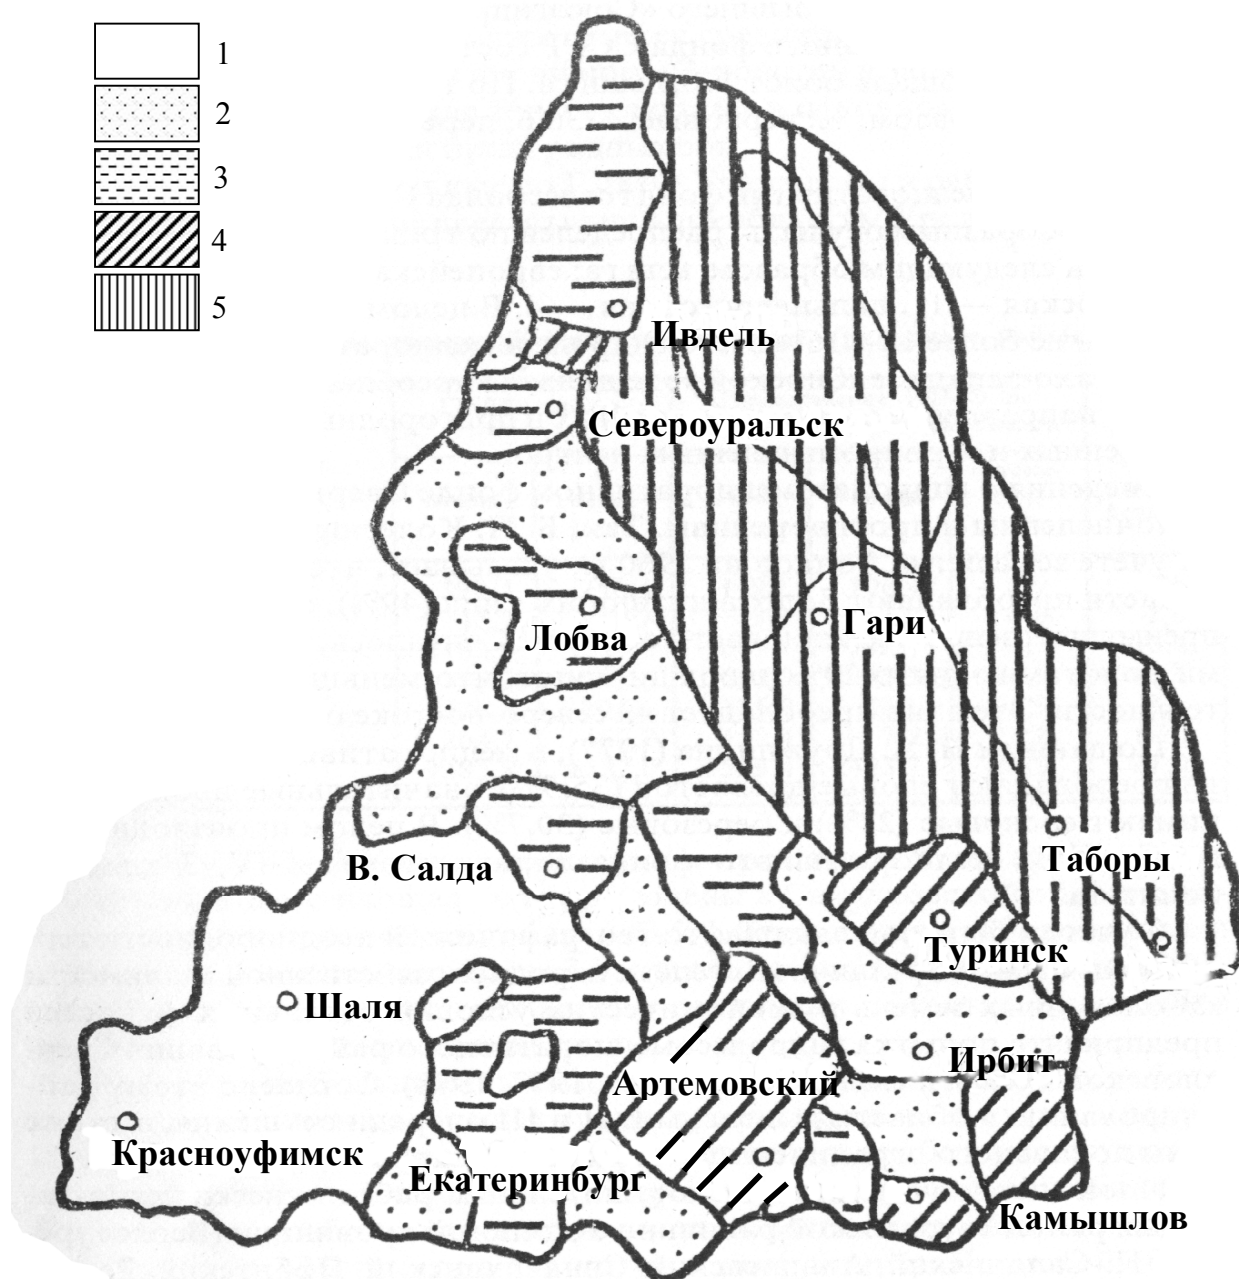 1
2
3
4
5
Ивдель
Североуральск
Гари
Лобва
Таборы
В. Салда
Туринск
Шаля
Ирбит
Артемовский
Красноуфимск
Екатеринбург
Камышлов